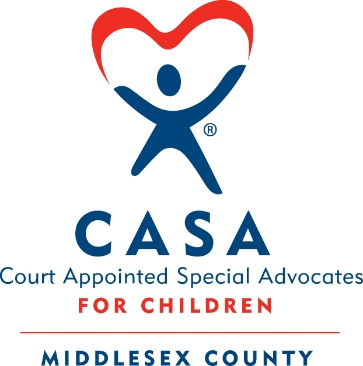 ®
CASA
Court Appointed Special Advocates
FOR CHILDREN
MIDDLESEX COUNTY